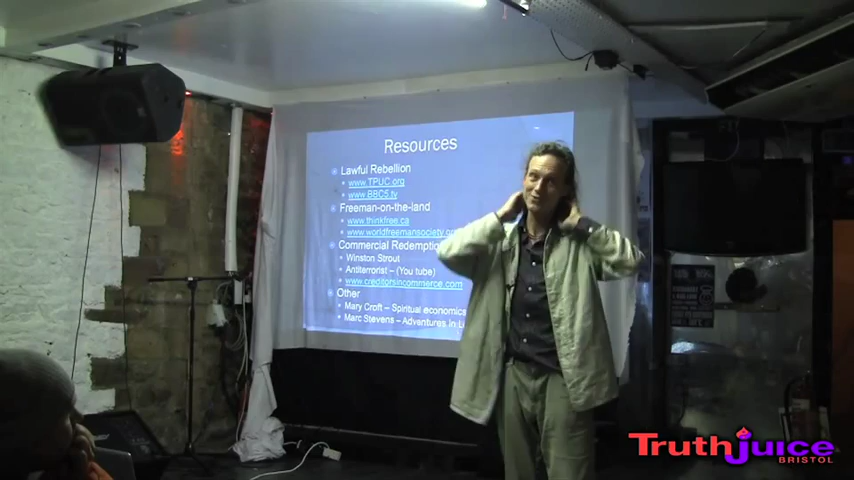 Resources
Lawful Rebellion
www.TPUC.org
www.BBC5.tv
Freeman-on-the-land
www.thinkfree.ca
www.worldfreemansociety.org
Commercial Redemption
Winston Strout
Antiterrorist – (You tube)
www.creditorsincommerce.com
Other
Mary Croft – Spiritual economics
Marc Stevens – Adventures in
Truthjuice
BRISTOL